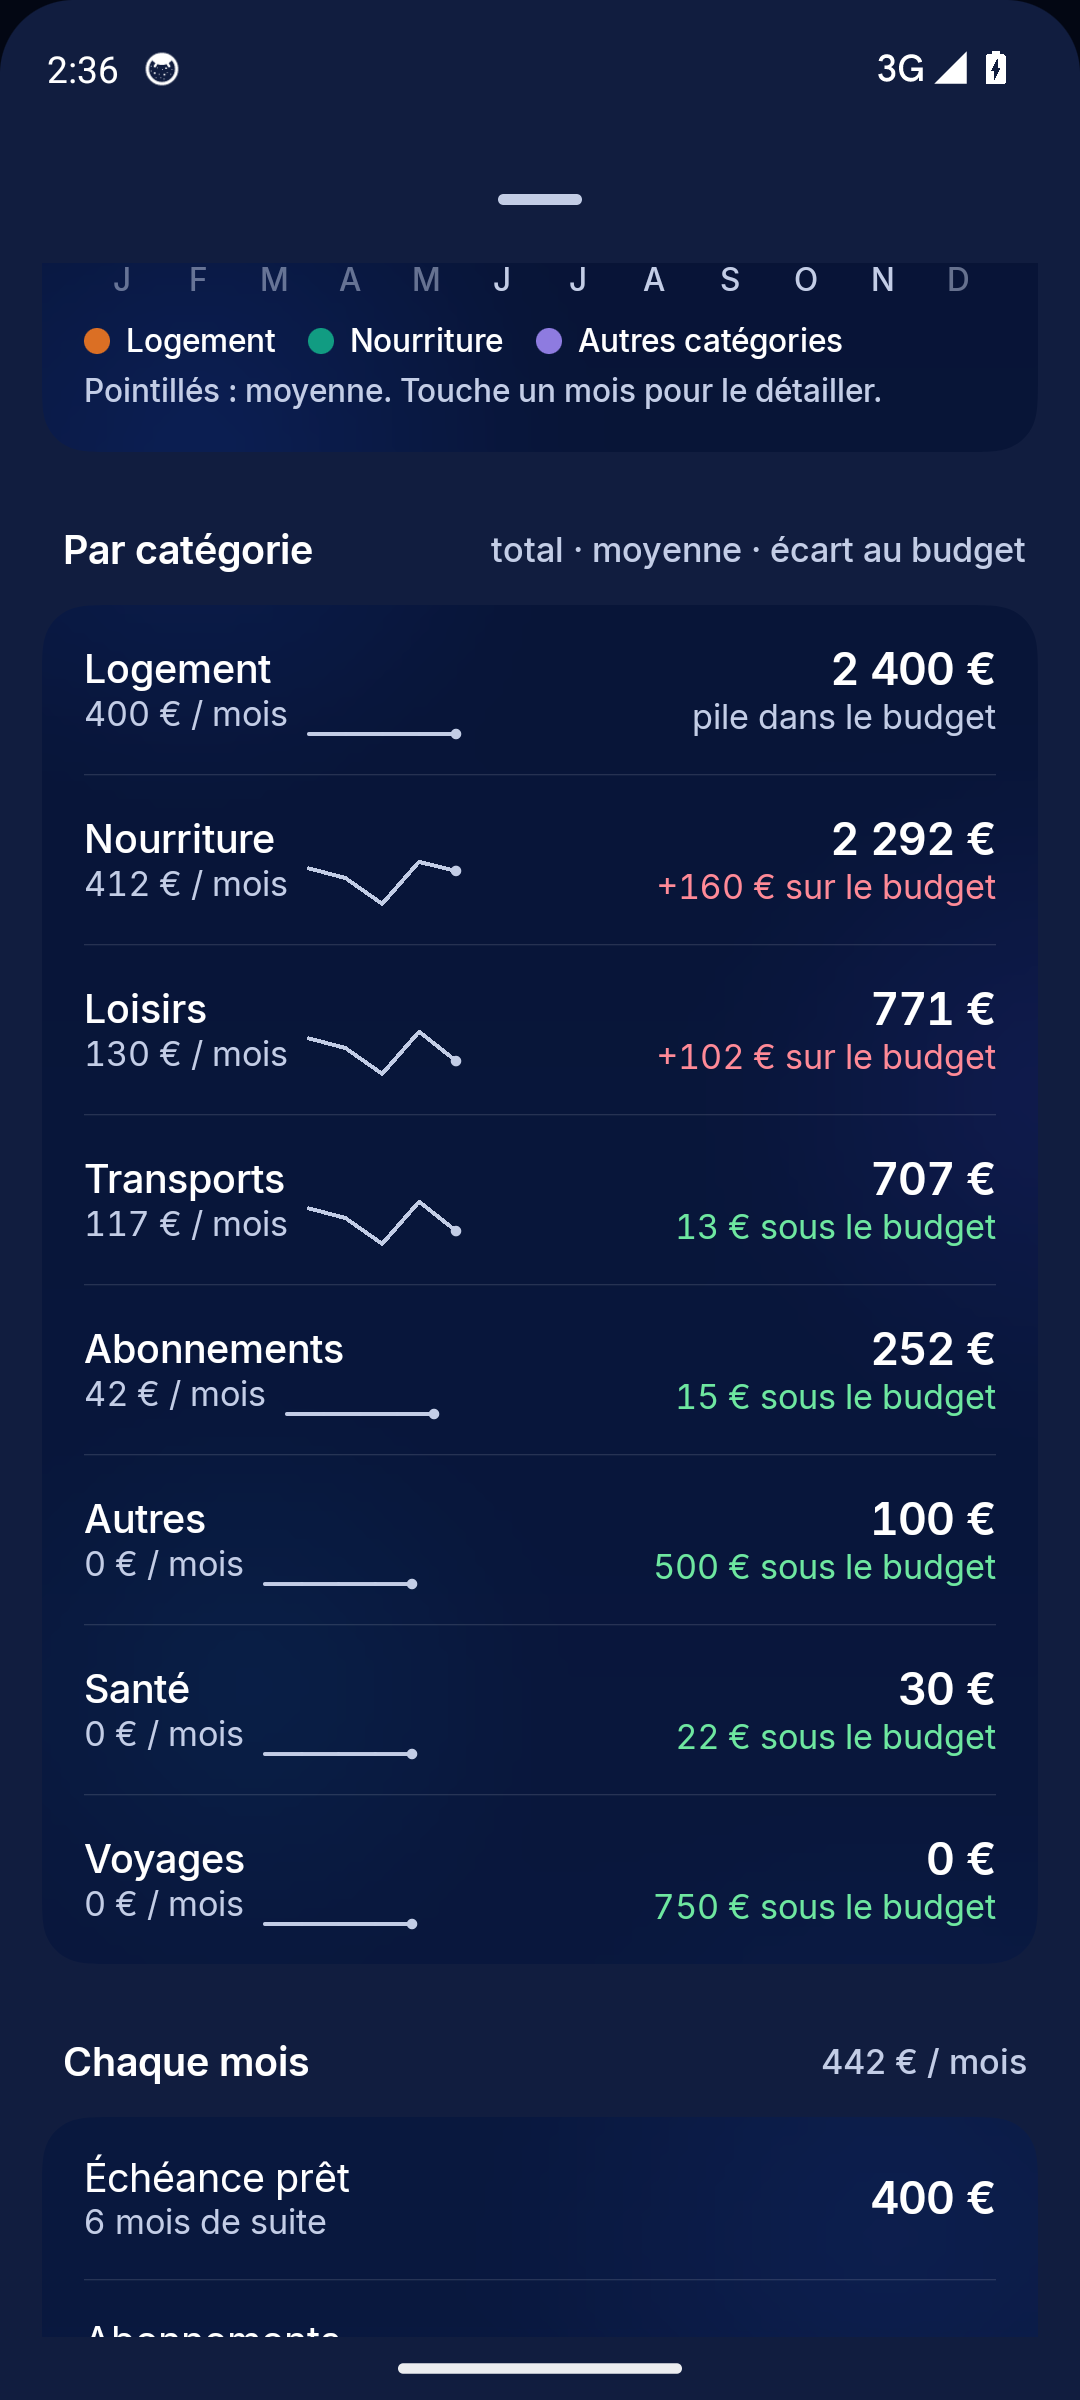 2:36
3G
J F M A M J J A S O N D
Logement Nourriture Autres catégories
Pointillés : moyenne. Touche un mois pour le détailler.
Par catégorie total · moyenne · écart au budget
Logement 2 400 €
400 € / mois pile dans le budget
Nourriture 2 292 €
412 € / mois +160 € sur le budget
Loisirs 771 €
130 € / mois +102 € sur le budget
Transports 707 €
117 € / mois 13 € sous le budget
Abonnements 252 €
42 € / mois 15 € sous le budget
Autres 100 €
0 € / mois 500 € sous le budget
Santé 30 €
0 € / mois 22 € sous le budget
Voyages 0 €
0 € / mois 750 € sous le budget
Chaque mois 442 € / mois
Échéance prêt 400 €
6 mois de suite
Abonnements